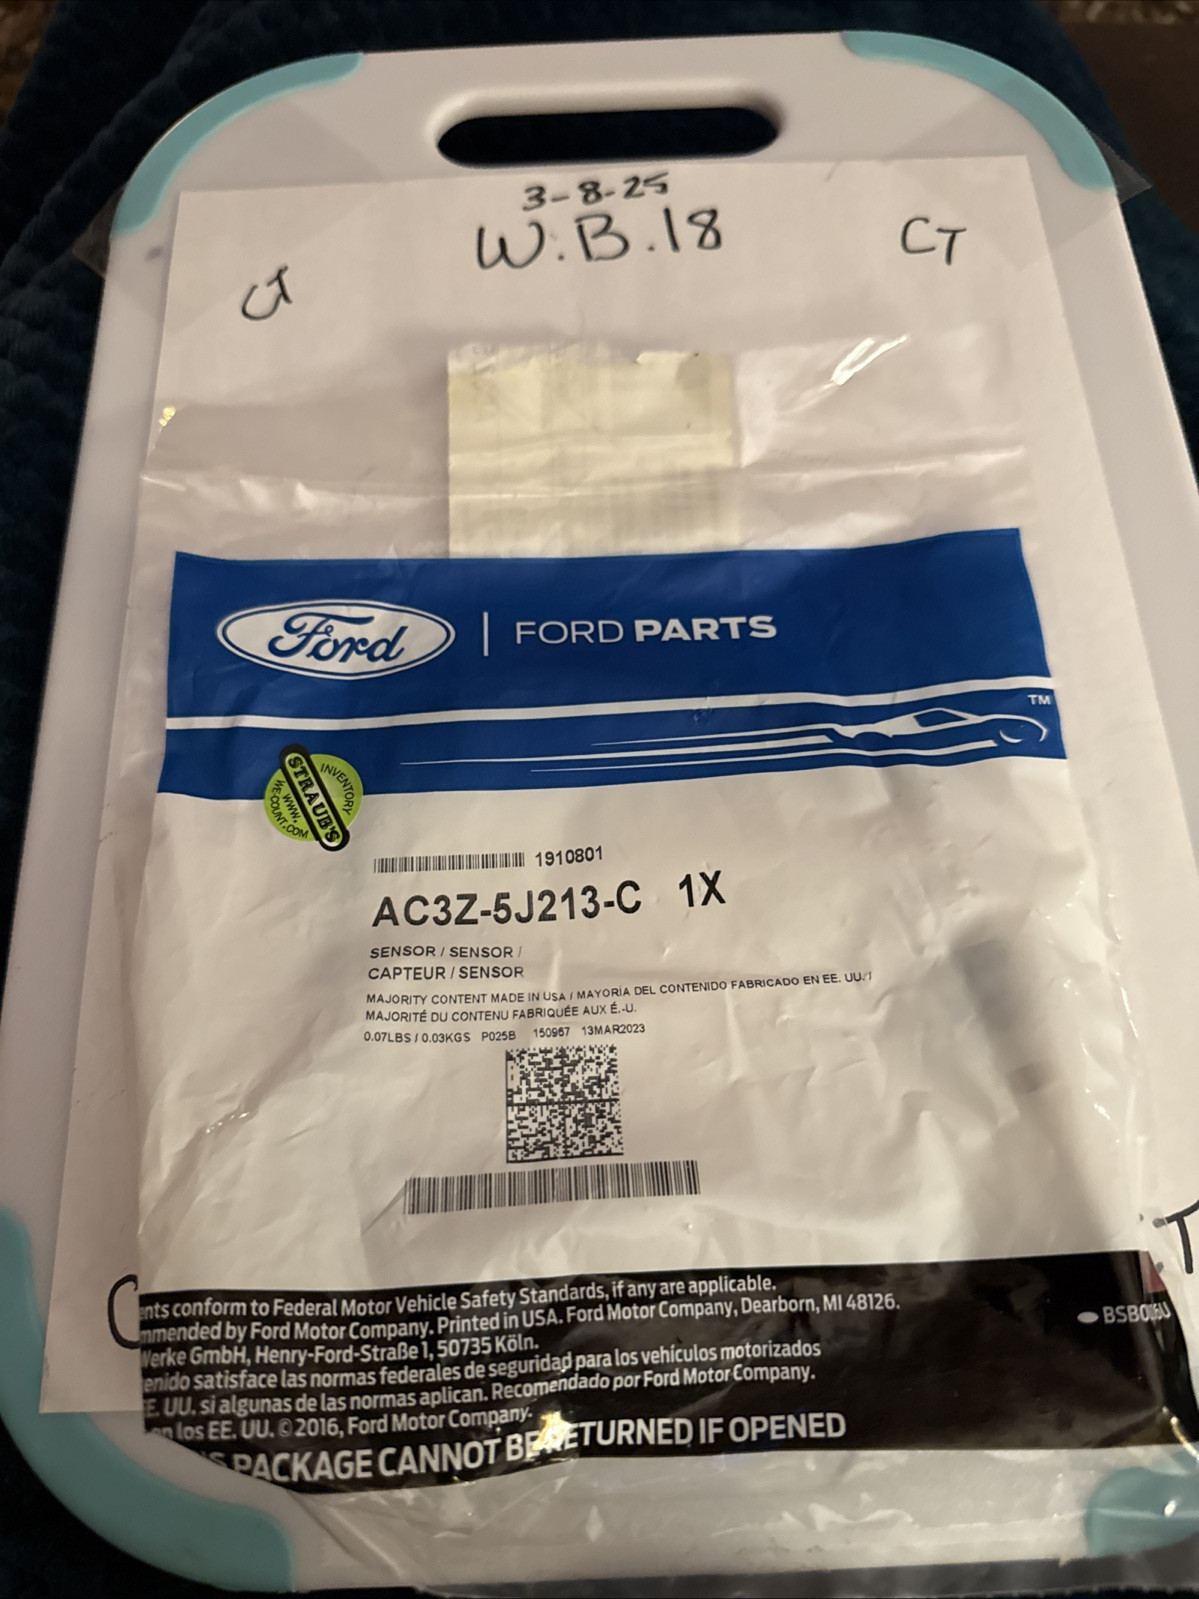 3-8-25
W.B.18
CT
CT
Ford | FORD PARTS
TM
INVENTORY
STRAUB'S
WWW.
WE-COUNT.COM
1910801
AC3Z-5J213-C 1X
SENSOR / SENSOR /
CAPTEUR / SENSOR
MAJORITY CONTENT MADE IN USA / MAYORÍA DEL CONTENIDO FABRICADO EN EE. UU. /
MAJORITÉ DU CONTENU FABRIQUÉE AUX É.-U.
0.07LBS / 0.03KGS P025B 150967 13MAR2023
C
T
nts conform to Federal Motor Vehicle Safety Standards, if any are applicable.
mmended by Ford Motor Company. Printed in USA. Ford Motor Company, Dearborn, MI 48126.
Werke GmbH, Henry-Ford-Straße 1, 50735 Köln.
enido satisface las normas federales de seguridad para los vehículos motorizados
E. UU. si algunas de las normas aplican. Recomendado por Ford Motor Company.
en los EE. UU. © 2016, Ford Motor Company.
S PACKAGE CANNOT BE RETURNED IF OPENED